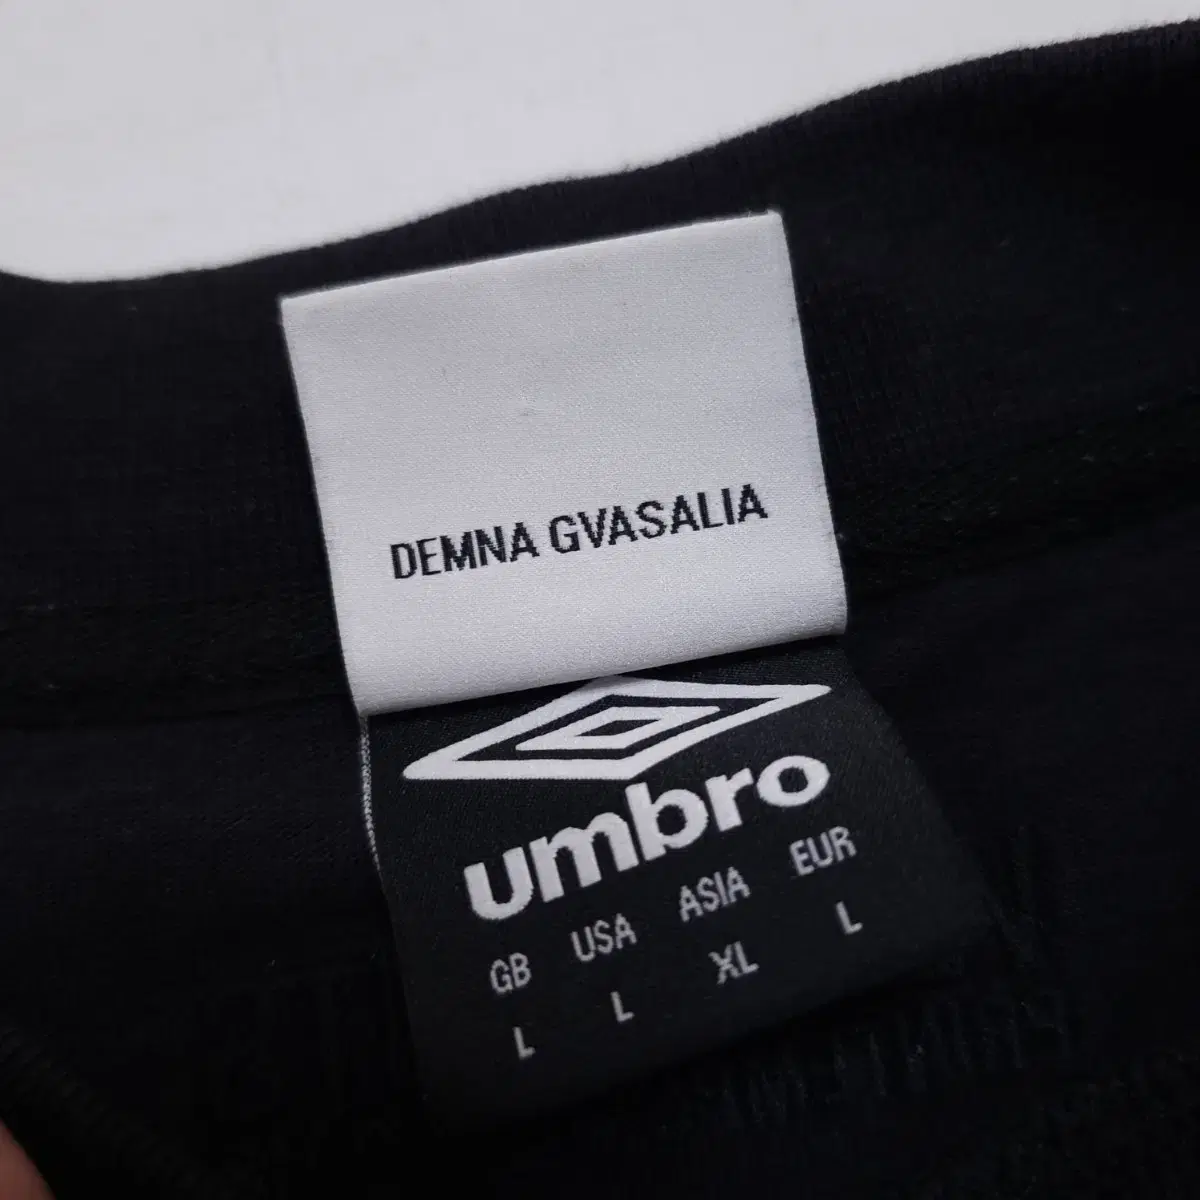 DEMNA GVASALIA
umbro
GB USA ASIA EUR
L L XL L